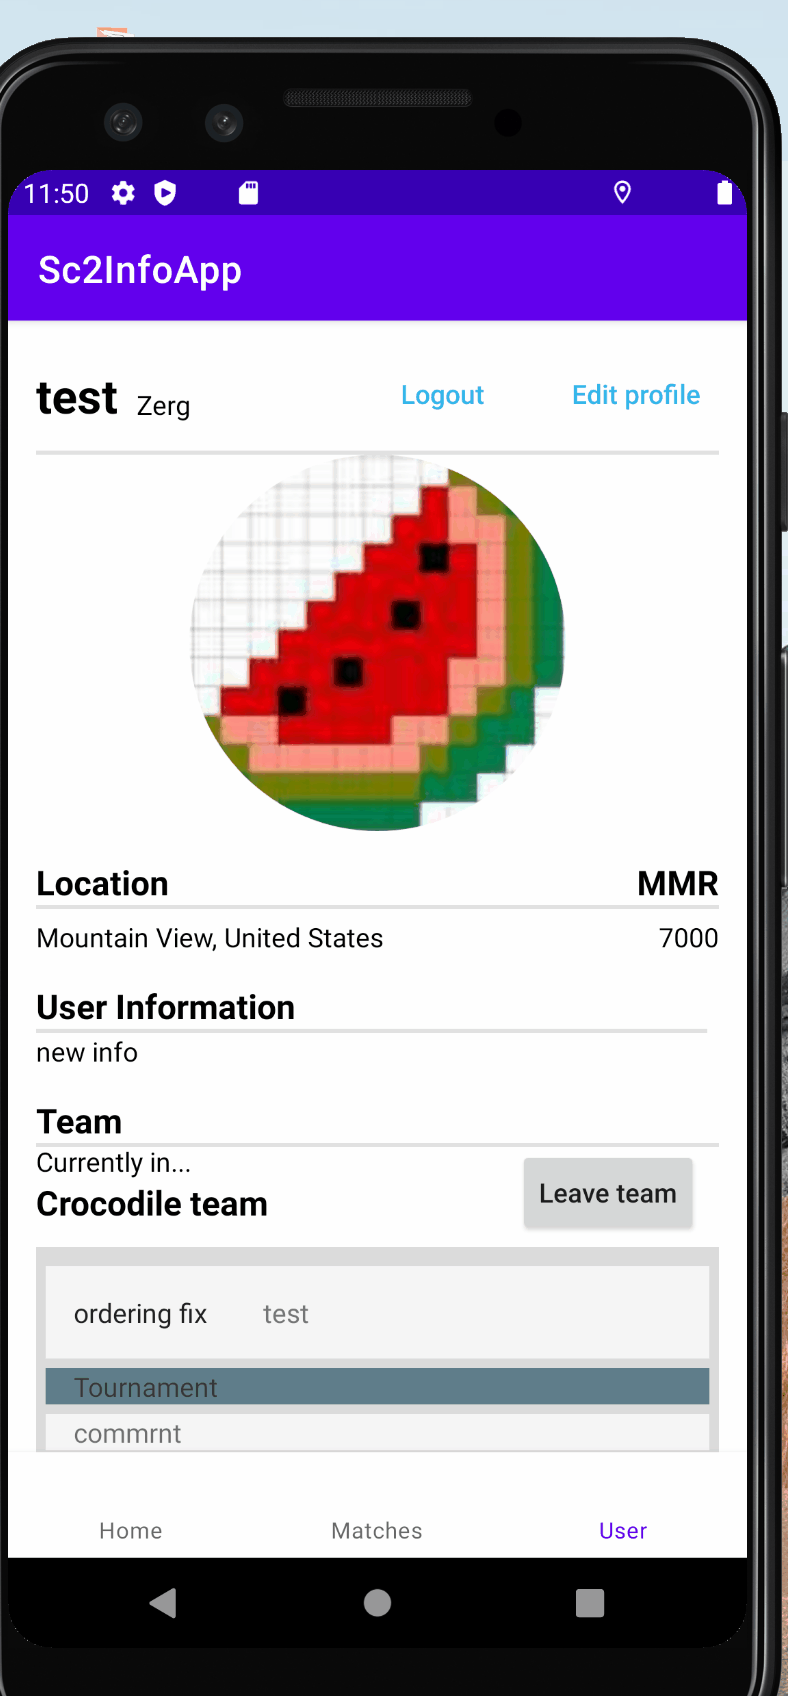 11:50
Sc2InfoApp
test Zerg Logout Edit profile
Location MMR
Mountain View, United States 7000
User Information
new info
Team
Currently in...
Crocodile team Leave team
ordering fix test
Tournament
commrnt
Home Matches User